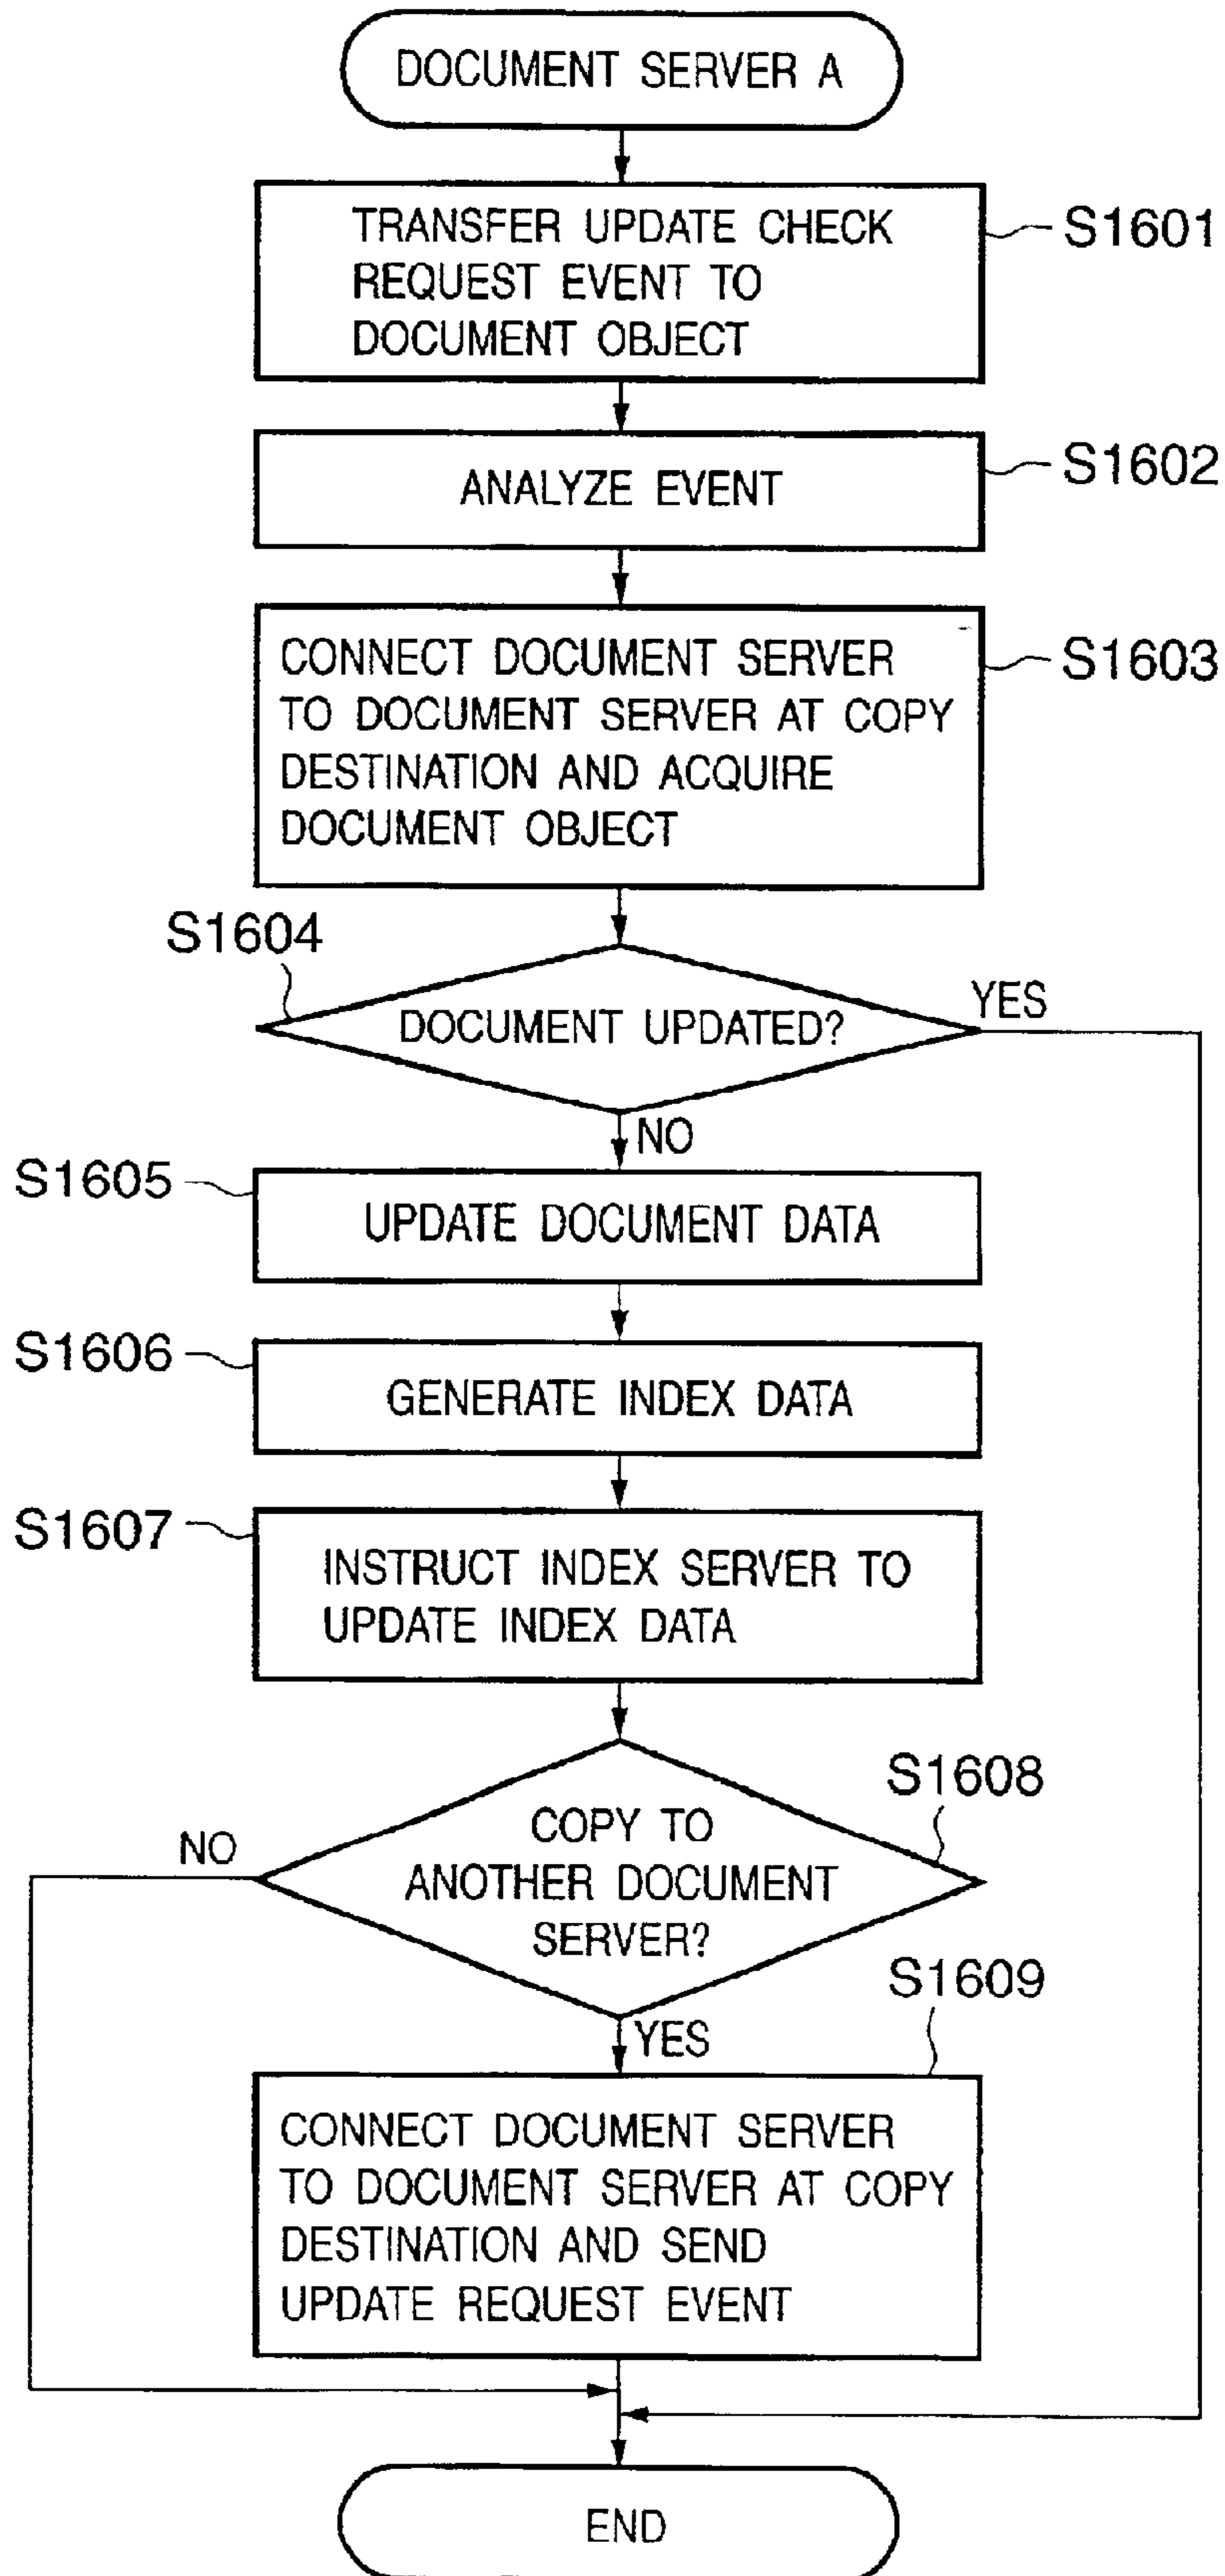 DOCUMENT SERVER A
TRANSFER UPDATE CHECK
REQUEST EVENT TO
DOCUMENT OBJECT
S1601
ANALYZE EVENT
S1602
CONNECT DOCUMENT SERVER
TO DOCUMENT SERVER AT COPY
DESTINATION AND ACQUIRE
DOCUMENT OBJECT
S1603
S1604
DOCUMENT UPDATED?
YES
NO
S1605
UPDATE DOCUMENT DATA
S1606
GENERATE INDEX DATA
S1607
INSTRUCT INDEX SERVER TO
UPDATE INDEX DATA
S1608
COPY TO
ANOTHER DOCUMENT
SERVER?
NO
YES
S1609
CONNECT DOCUMENT SERVER
TO DOCUMENT SERVER AT COPY
DESTINATION AND SEND
UPDATE REQUEST EVENT
END